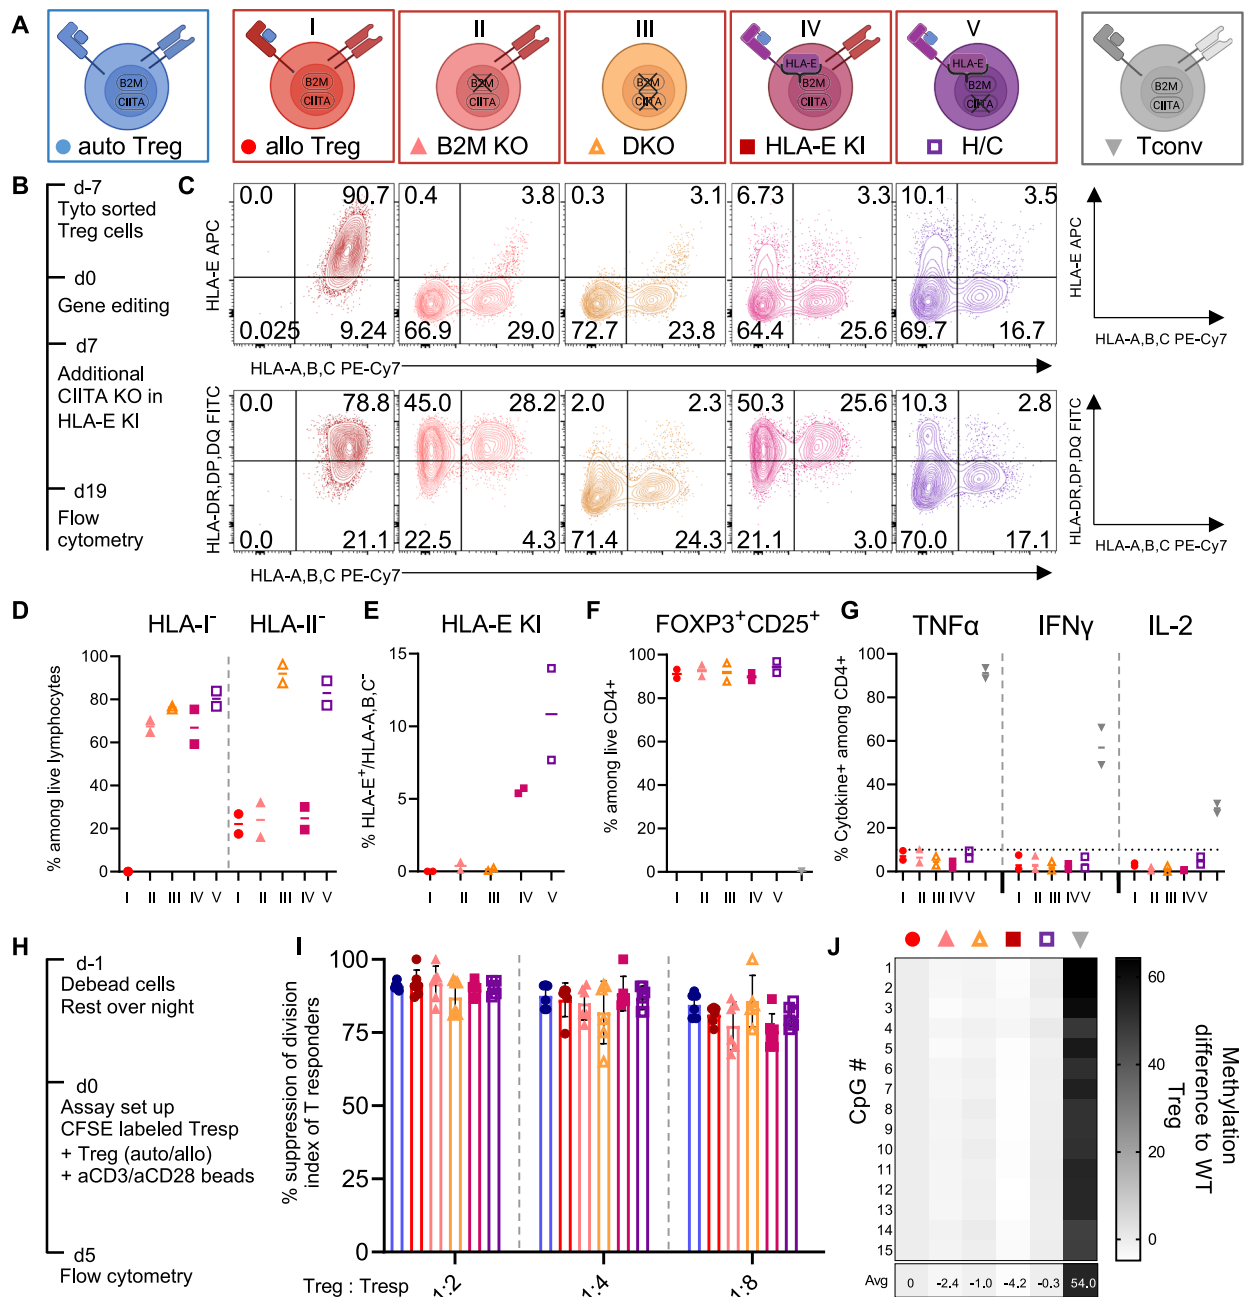 A
I
II
III
IV
V
B2M
CIITA
B2M
CIITA
B2M
CIITA
B2M
CIITA
HLA-E
B2M
CIITA
HLA-E
B2M
CIITA
B2M
CIITA
auto Treg
allo Treg
B2M KO
DKO
HLA-E KI
H/C
Tconv
B
d-7
Tyto sorted
Treg cells
d0
Gene editing
d7
Additional
CIITA KO in
HLA-E KI
d19
Flow
cytometry
C
HLA-E APC
0.0 90.7
0.025 9.24
0.4 3.8
66.9 29.0
0.3 3.1
72.7 23.8
6.73 3.3
64.4 25.6
10.1 3.5
69.7 16.7
HLA-A,B,C PE-Cy7
HLA-E APC
HLA-A,B,C PE-Cy7
HLA-DR,DP,DQ FITC
0.0 78.8
0.0 21.1
45.0 28.2
22.5 4.3
2.0 2.3
71.4 24.3
50.3 25.6
21.1 3.0
10.3 2.8
70.0 17.1
HLA-A,B,C PE-Cy7
HLA-DR,DP,DQ FITC
HLA-A,B,C PE-Cy7
D
HLA-I⁻ HLA-II⁻
% among live lymphocytes
100
80
60
40
20
0
I II III IV V I II III IV V
E
HLA-E KI
% HLA-E⁺/HLA-A,B,C⁻
15
10
5
0
I II III IV V
F
FOXP3⁺CD25⁺
% among live CD4+
100
80
60
40
20
0
I II III IV V
G
TNFα IFNγ IL-2
% Cytokine+ among CD4+
100
80
60
40
20
10
0
I II III IV V I II III IV V I II III IV V
H
d-1
Debead cells
Rest over night
d0
Assay set up
CFSE labeled Tresp
+ Treg (auto/allo)
+ aCD3/aCD28 beads
d5
Flow cytometry
I
% suppression of division
index of T responders
100
75
50
25
0
Treg : Tresp
1:2
1:4
1:8
J
CpG #
1
2
3
4
5
6
7
8
9
10
11
12
13
14
15
Avg 0 -2.4 -1.0 -4.2 -0.3 54.0
60
40
20
0
Methylation
difference to WT
Treg